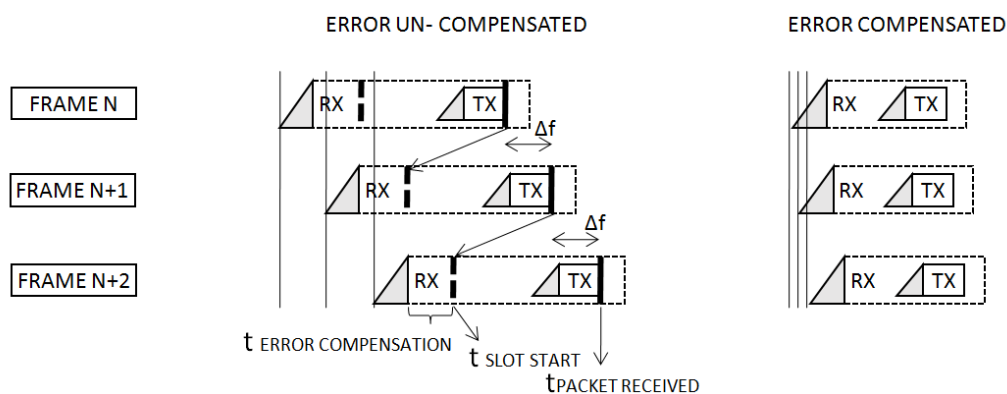 ERROR UN- COMPENSATED
ERROR COMPENSATED
FRAME N
RX
TX
Δf
RX
TX
FRAME N+1
RX
TX
Δf
RX
TX
FRAME N+2
RX
TX
RX
TX
t ERROR COMPENSATION
t SLOT START
tPACKET RECEIVED